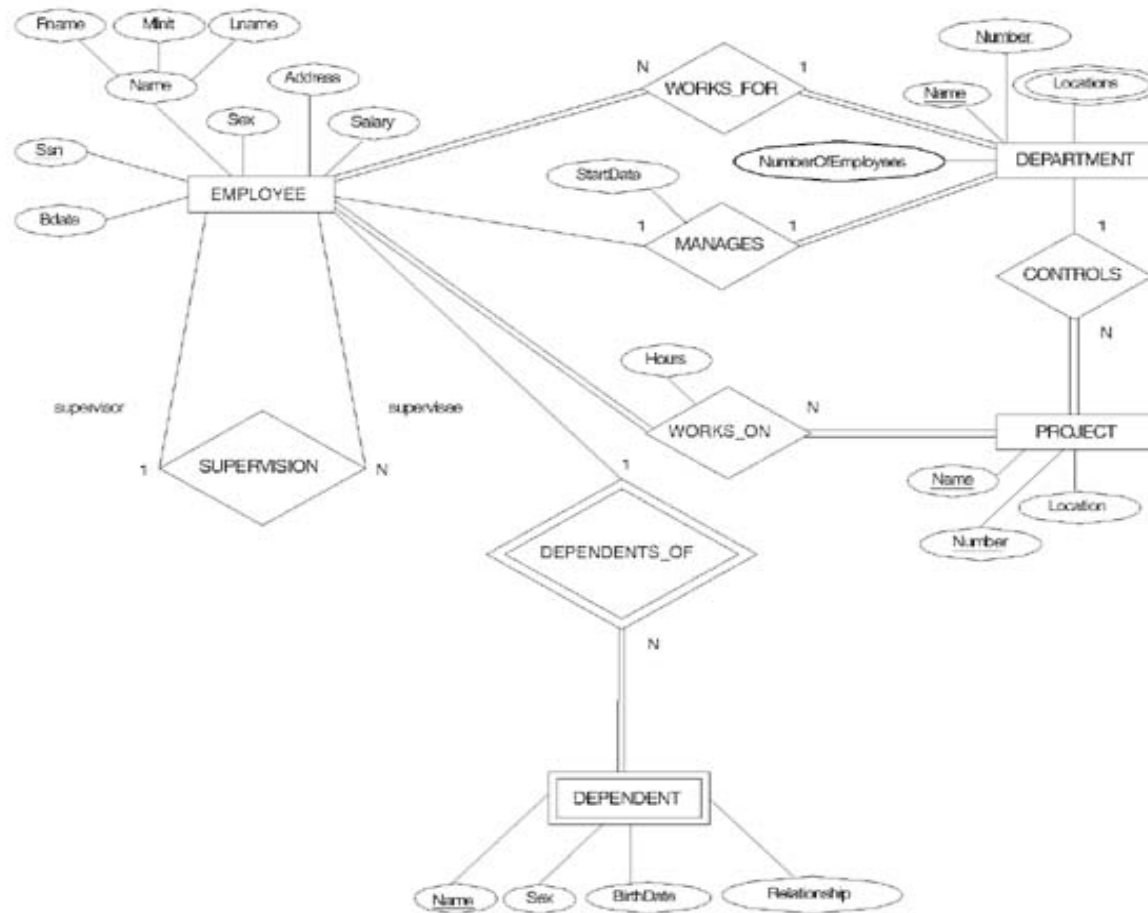 Fname
Minit
Lname
Name
Address
Sex
Salary
Ssn
Bdate
EMPLOYEE
N
WORKS_FOR
1
Number
Name
Locations
NumberOfEmployees
DEPARTMENT
StartDate
1
MANAGES
1
1
CONTROLS
N
supervisor
supervisee
1
SUPERVISION
N
Hours
WORKS_ON
N
PROJECT
Name
Number
Location
1
DEPENDENTS_OF
N
DEPENDENT
Name
Sex
BirthDate
Relationship